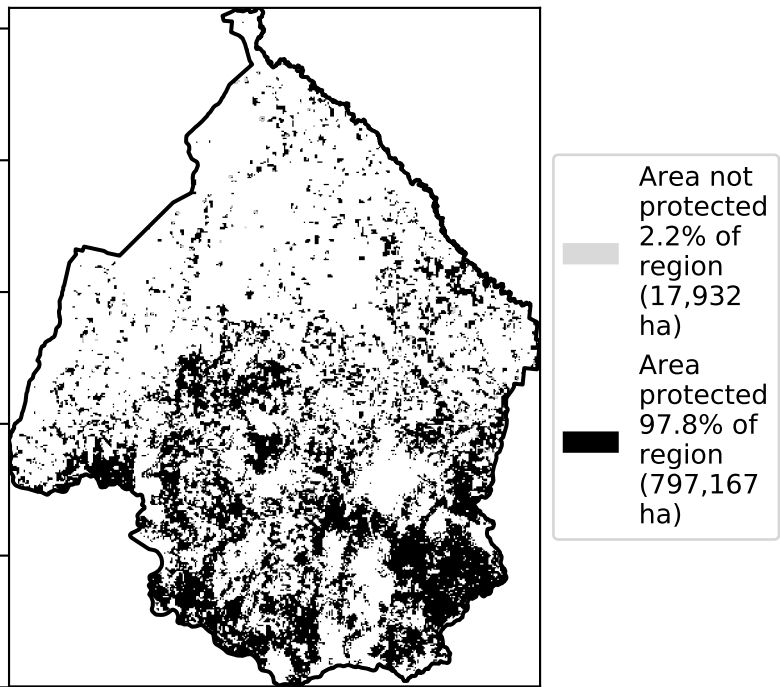 Area not
protected
2.2% of
region
(17,932
ha)
Area
protected
97.8% of
region
(797,167
ha)